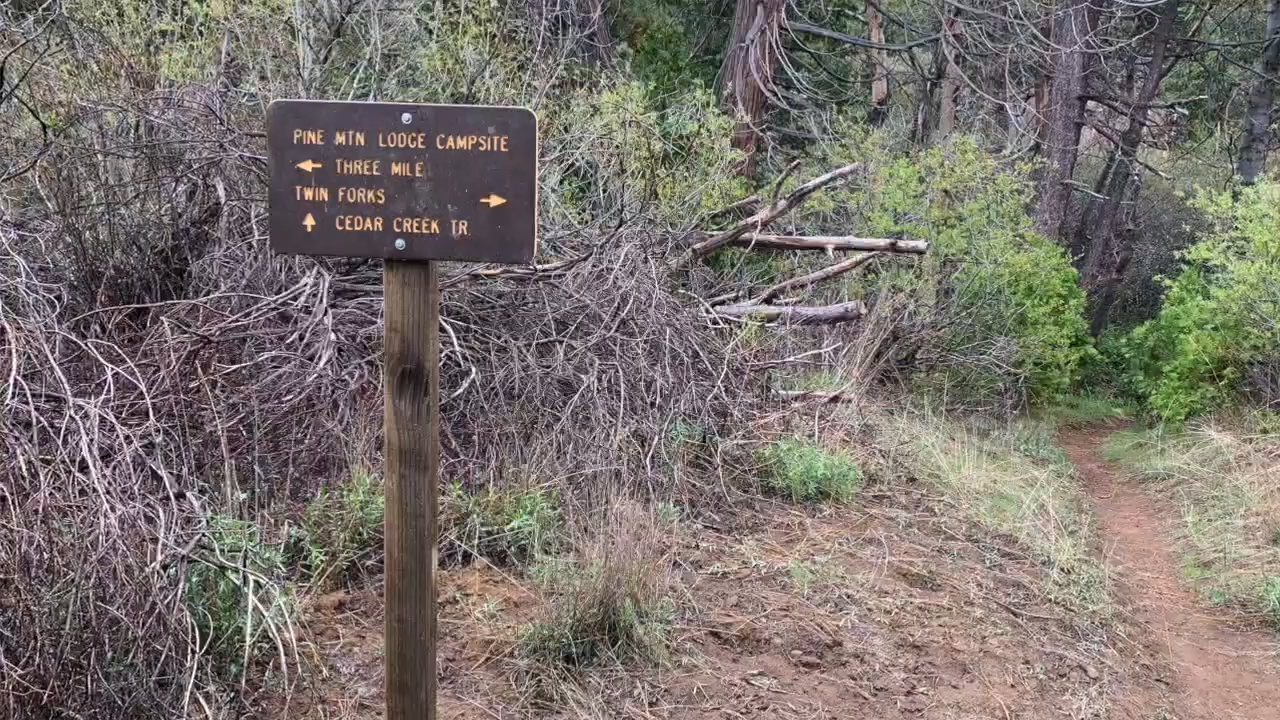 PINE MTN LODGE CAMPSITE
← THREE MILE
TWIN FORKS →
↑ CEDAR CREEK TR